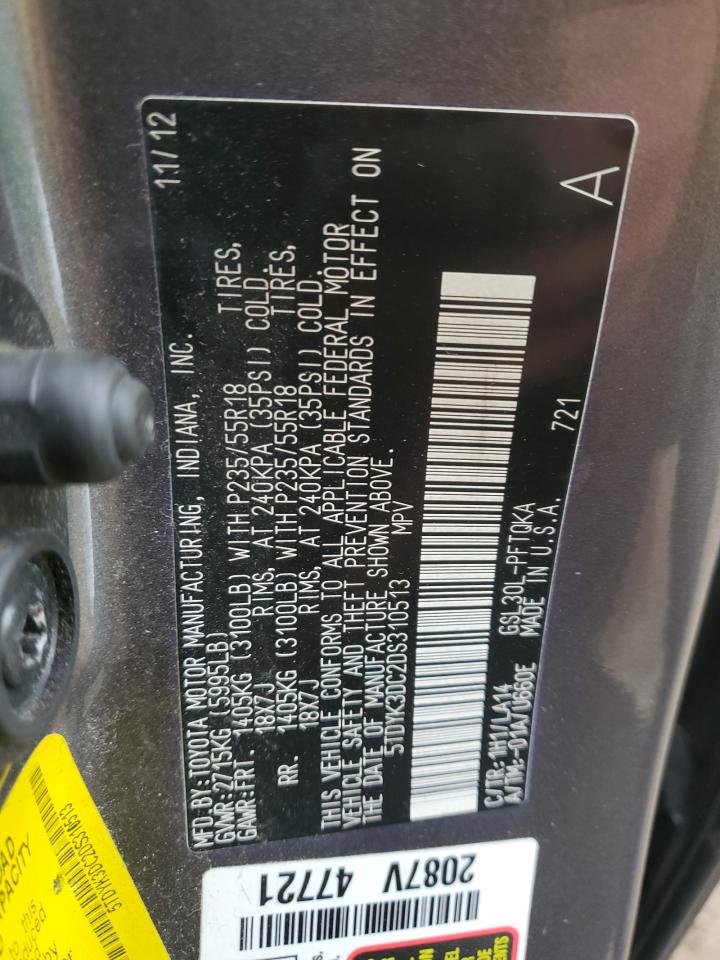 MFD.BY:TOYOTA MOTOR MANUFACTURING, INDIANA, INC. 11/12
GVWR:2715KG (5995LB)
GAWR:FRT. 1405KG (3100LB) WITH P235/55R18 TIRES,
18X7J RIMS, AT 240KPA (35PSI) COLD.
RR. 1405KG (3100LB) WITH P235/55R18 TIRES,
18X7J RIMS, AT 240KPA (35PSI) COLD.
THIS VEHICLE CONFORMS TO ALL APPLICABLE FEDERAL MOTOR
VEHICLE SAFETY AND THEFT PREVENTION STANDARDS IN EFFECT ON
THE DATE OF MANUFACTURE SHOWN ABOVE.
5TDYK3DC2DS310513 MPV
C/TR:1H1/LA14 GSL30L-PFTQKA 721
A/TM:-01A/U660E MADE IN U.S.A.
A
2087V 47721
5TDYK3DC2DS310513
this